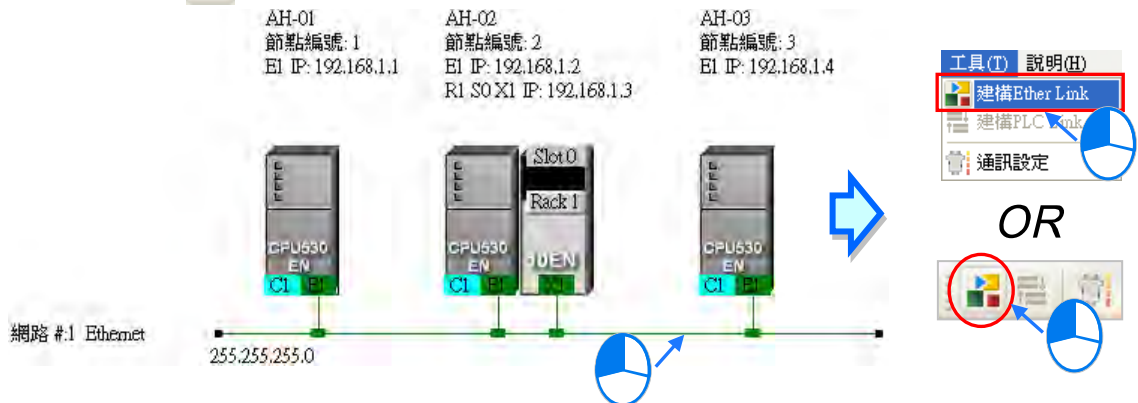 AH-01
節點編號: 1
E1 IP: 192.168.1.1
AH-02
節點編號: 2
E1 IP: 192.168.1.2
R1 S0 X1 IP: 192.168.1.3
AH-03
節點編號: 3
E1 IP: 192.168.1.4
CPU530
EN
C1 E1
Slot 0
Rack 1
CPU530
EN
C1 E1
10EN
X1
CPU530
EN
C1 E1
網路 #:1 Ethernet
255.255.255.0
工具(T) 說明(H)
建構Ether Link
建構PLC Link
通訊設定
OR